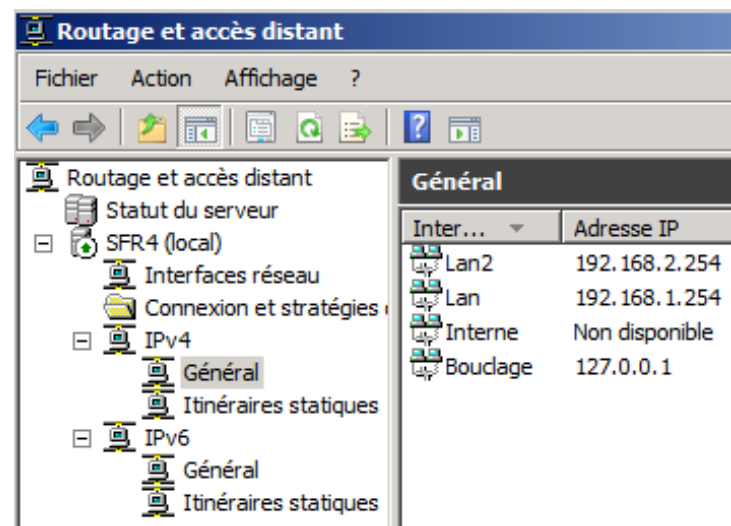 Routage et accès distant
Fichier Action Affichage ?
Routage et accès distant
Statut du serveur
SFR4 (local)
Interfaces réseau
Connexion et stratégies
IPv4
Général
Itinéraires statiques
IPv6
Général
Itinéraires statiques
Général
Inter... Adresse IP
Lan2 192.168.2.254
Lan 192.168.1.254
Interne Non disponible
Bouclage 127.0.0.1